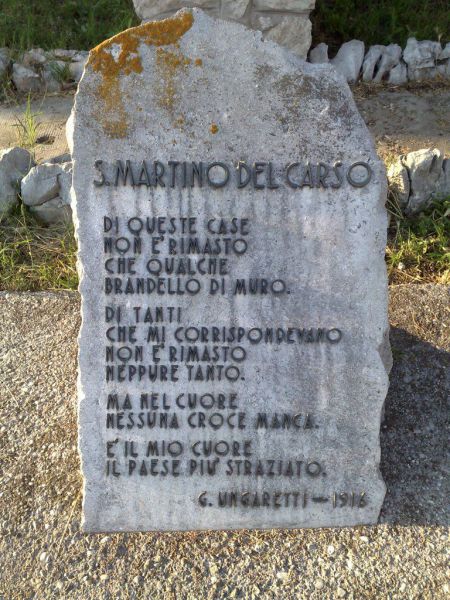 S. MARTINO DEL CARSO
DI QUESTE CASE
NON E' RIMASTO
CHE QUALCHE
BRANDELLO DI MURO.
DI TANTI
CHE MI CORRISPONDEVANO
NON E' RIMASTO
NEPPURE TANTO.
MA NEL CUORE
NESSUNA CROCE MANCA.
E' IL MIO CUORE
IL PAESE PIU' STRAZIATO.
G. UNGARETTI - 1916